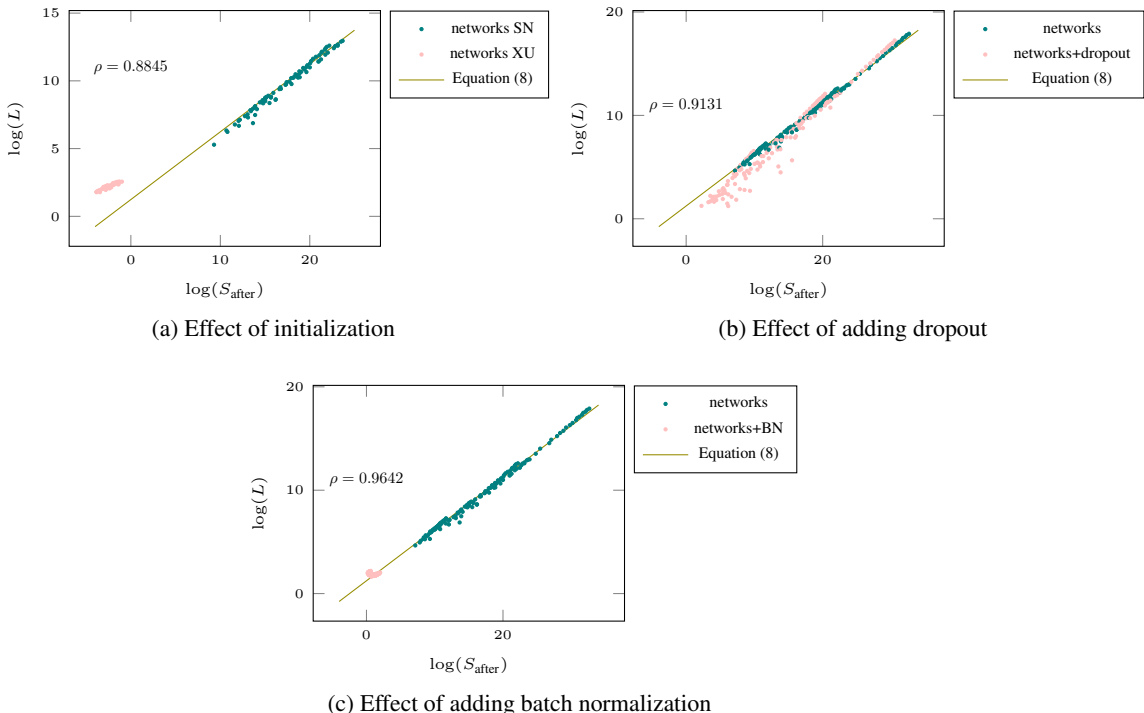 15
10
5
0
log(L)
ρ = 0.8845
0
10
20
log(S_after)
networks SN
networks XU
Equation (8)
(a) Effect of initialization
20
10
0
log(L)
ρ = 0.9131
0
20
log(S_after)
networks
networks+dropout
Equation (8)
(b) Effect of adding dropout
20
10
0
log(L)
ρ = 0.9642
0
20
log(S_after)
networks
networks+BN
Equation (8)
(c) Effect of adding batch normalization